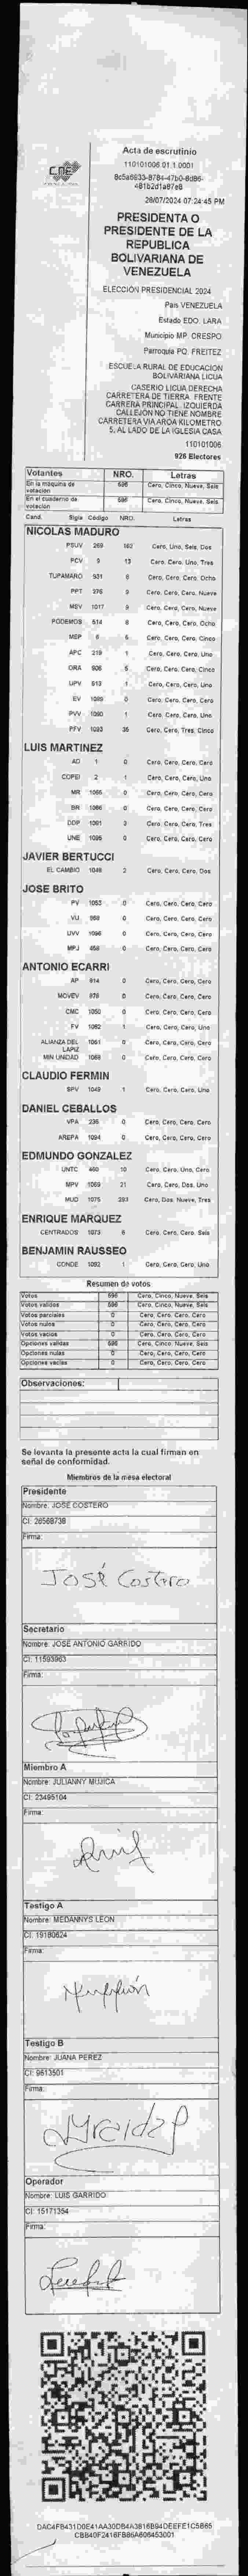 CNE
Acta de escrutinio
110101006.01.1.0001
28/07/2024 07:24:45 PM
PRESIDENTA O
PRESIDENTE DE LA
REPUBLICA
BOLIVARIANA DE
VENEZUELA
ELECCIÓN PRESIDENCIAL 2024
País VENEZUELA
Estado EDO. LARA
Municipio MP. CRESPO
Parroquia PQ. FREITEZ
ESCUELA RURAL DE EDUCACION
BOLIVARIANA LICUA
CASERIO LICUA DERECHA
CARRETERA DE TIERRA. FRENTE
CARRERA PRINCIPAL. IZQUIERDA
CALLEJON NO TIENE NOMBRE
CARRETERA VIA AROA KILOMETRO
5. AL LADO DE LA IGLESIA CASA
110101006
926 Electores
Votantes NRO. Letras
En la máquina de votación 596 Cero, Cinco, Nueve, Seis
En el cuaderno de votación 596 Cero, Cinco, Nueve, Seis
Cand. Sigla Código NRO. Letras
NICOLAS MADURO
PSUV 269 162 Cero, Uno, Seis, Dos
PCV 9 13 Cero, Cero, Uno, Tres
TUPAMARO 931 8 Cero, Cero, Cero, Ocho
PPT 376 9 Cero, Cero, Cero, Nueve
MSV 1017 9 Cero, Cero, Cero, Nueve
PODEMOS 514 8 Cero, Cero, Cero, Ocho
MEP 6 5 Cero, Cero, Cero, Cinco
APC 219 1 Cero, Cero, Cero, Uno
ORA 906 5 Cero, Cero, Cero, Cinco
UPV 613 1 Cero, Cero, Cero, Uno
EV 1089 0 Cero, Cero, Cero, Cero
PVV 1090 1 Cero, Cero, Cero, Uno
PFV 1093 35 Cero, Cero, Tres, Cinco
LUIS MARTINEZ
AD 1 0 Cero, Cero, Cero, Cero
COPEI 2 1 Cero, Cero, Cero, Uno
MR 1065 0 Cero, Cero, Cero, Cero
BR 1066 0 Cero, Cero, Cero, Cero
DDP 1091 3 Cero, Cero, Cero, Tres
UNE 1095 0 Cero, Cero, Cero, Cero
JAVIER BERTUCCI
EL CAMBIO 1049 2 Cero, Cero, Cero, Dos
JOSE BRITO
PV 1053 0 Cero, Cero, Cero, Cero
VU 968 0 Cero, Cero, Cero, Cero
UVV 1096 0 Cero, Cero, Cero, Cero
MPJ 458 0 Cero, Cero, Cero, Cero
ANTONIO ECARRI
AP 914 0 Cero, Cero, Cero, Cero
MOVEV 978 0 Cero, Cero, Cero, Cero
CMC 1050 0 Cero, Cero, Cero, Cero
FV 1062 1 Cero, Cero, Cero, Uno
ALIANZA DEL LAPIZ 1061 0 Cero, Cero, Cero, Cero
MIN UNIDAD 1068 0 Cero, Cero, Cero, Cero
CLAUDIO FERMIN
SPV 1049 1 Cero, Cero, Cero, Uno
DANIEL CEBALLOS
VPA 236 0 Cero, Cero, Cero, Cero
AREPA 1094 0 Cero, Cero, Cero, Cero
EDMUNDO GONZALEZ
UNTC 460 10 Cero, Cero, Uno, Cero
MPV 1069 21 Cero, Cero, Dos, Uno
MUD 1075 293 Cero, Dos, Nueve, Tres
ENRIQUE MARQUEZ
CENTRADOS 1073 6 Cero, Cero, Cero, Seis
BENJAMIN RAUSSEO
CONDE 1092 1 Cero, Cero, Cero, Uno
Resumen de votos
Votos 596 Cero, Cinco, Nueve, Seis
Votos validos 596 Cero, Cinco, Nueve, Seis
Votos parciales 0 Cero, Cero, Cero, Cero
Votos nulos 0 Cero, Cero, Cero, Cero
Votos vacios 0 Cero, Cero, Cero, Cero
Opciones validas 596 Cero, Cinco, Nueve, Seis
Opciones nulas 0 Cero, Cero, Cero, Cero
Opciones vacias 0 Cero, Cero, Cero, Cero
Observaciones:
Se levanta la presente acta la cual firman en
señal de conformidad.
Miembros de la mesa electoral
Presidente
Nombre: JOSE COSTERO
CI: 26568738
Firma:
José Costero
Secretario
Nombre: JOSE ANTONIO GARRIDO
CI: 11593963
Firma:
Miembro A
Nombre: JULIANNY MUJICA
CI: 23495104
Firma:
Testigo A
Nombre: MEDANNYS LEON
CI: 19180624
Firma:
Testigo B
Nombre: JUANA PEREZ
CI: 9613501
Firma:
Operador
Nombre: LUIS GARRIDO
CI: 15171354
Firma: